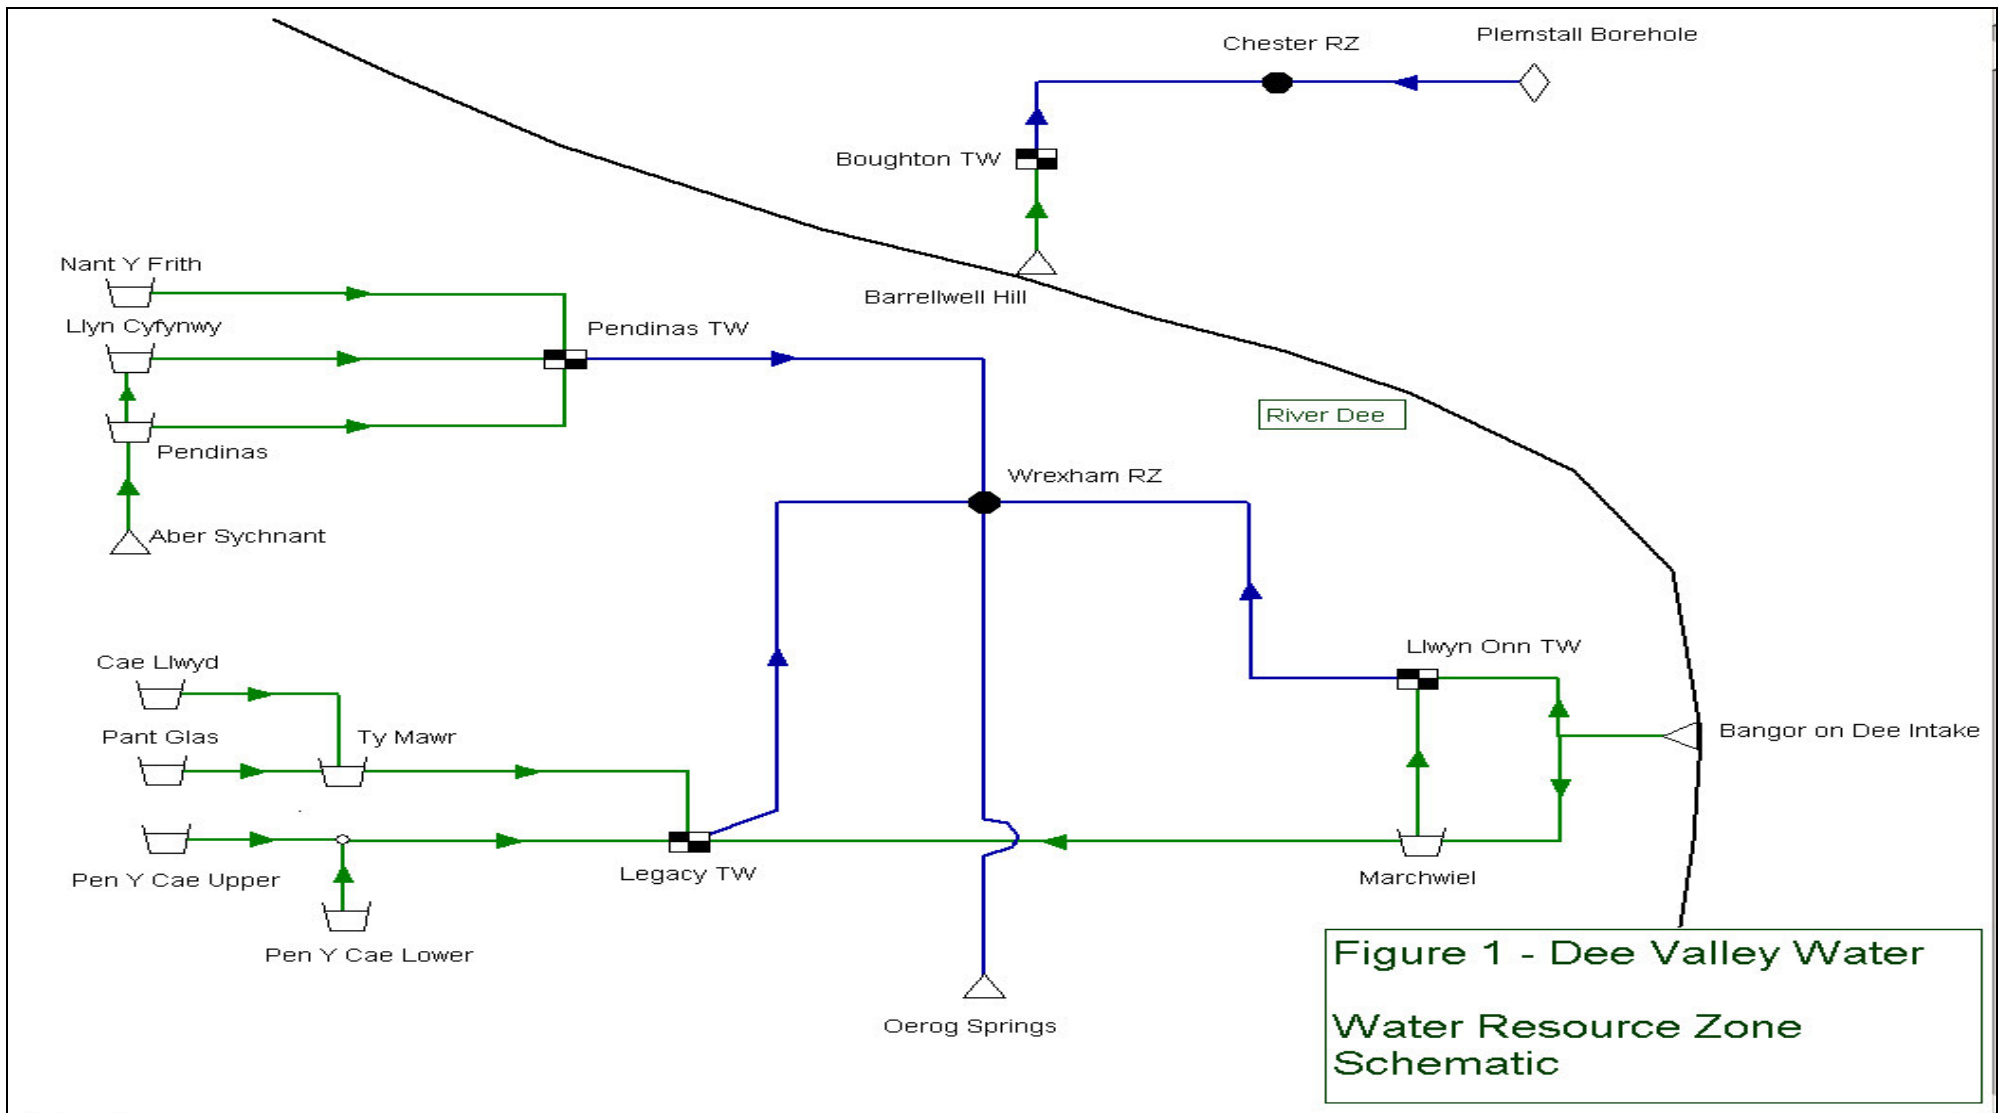 Chester RZ
Plemstall Borehole
Boughton TW
Nant Y Frith
Barrellwell Hill
Llyn Cyfynwy
Pendinas TW
River Dee
Pendinas
Wrexham RZ
Aber Sychnant
Llwyn Onn TW
Cae Llwyd
Pant Glas
Ty Mawr
Bangor on Dee Intake
Pen Y Cae Upper
Legacy TW
Marchwiel
Pen Y Cae Lower
Oerog Springs
Figure 1 - Dee Valley Water
Water Resource Zone
Schematic